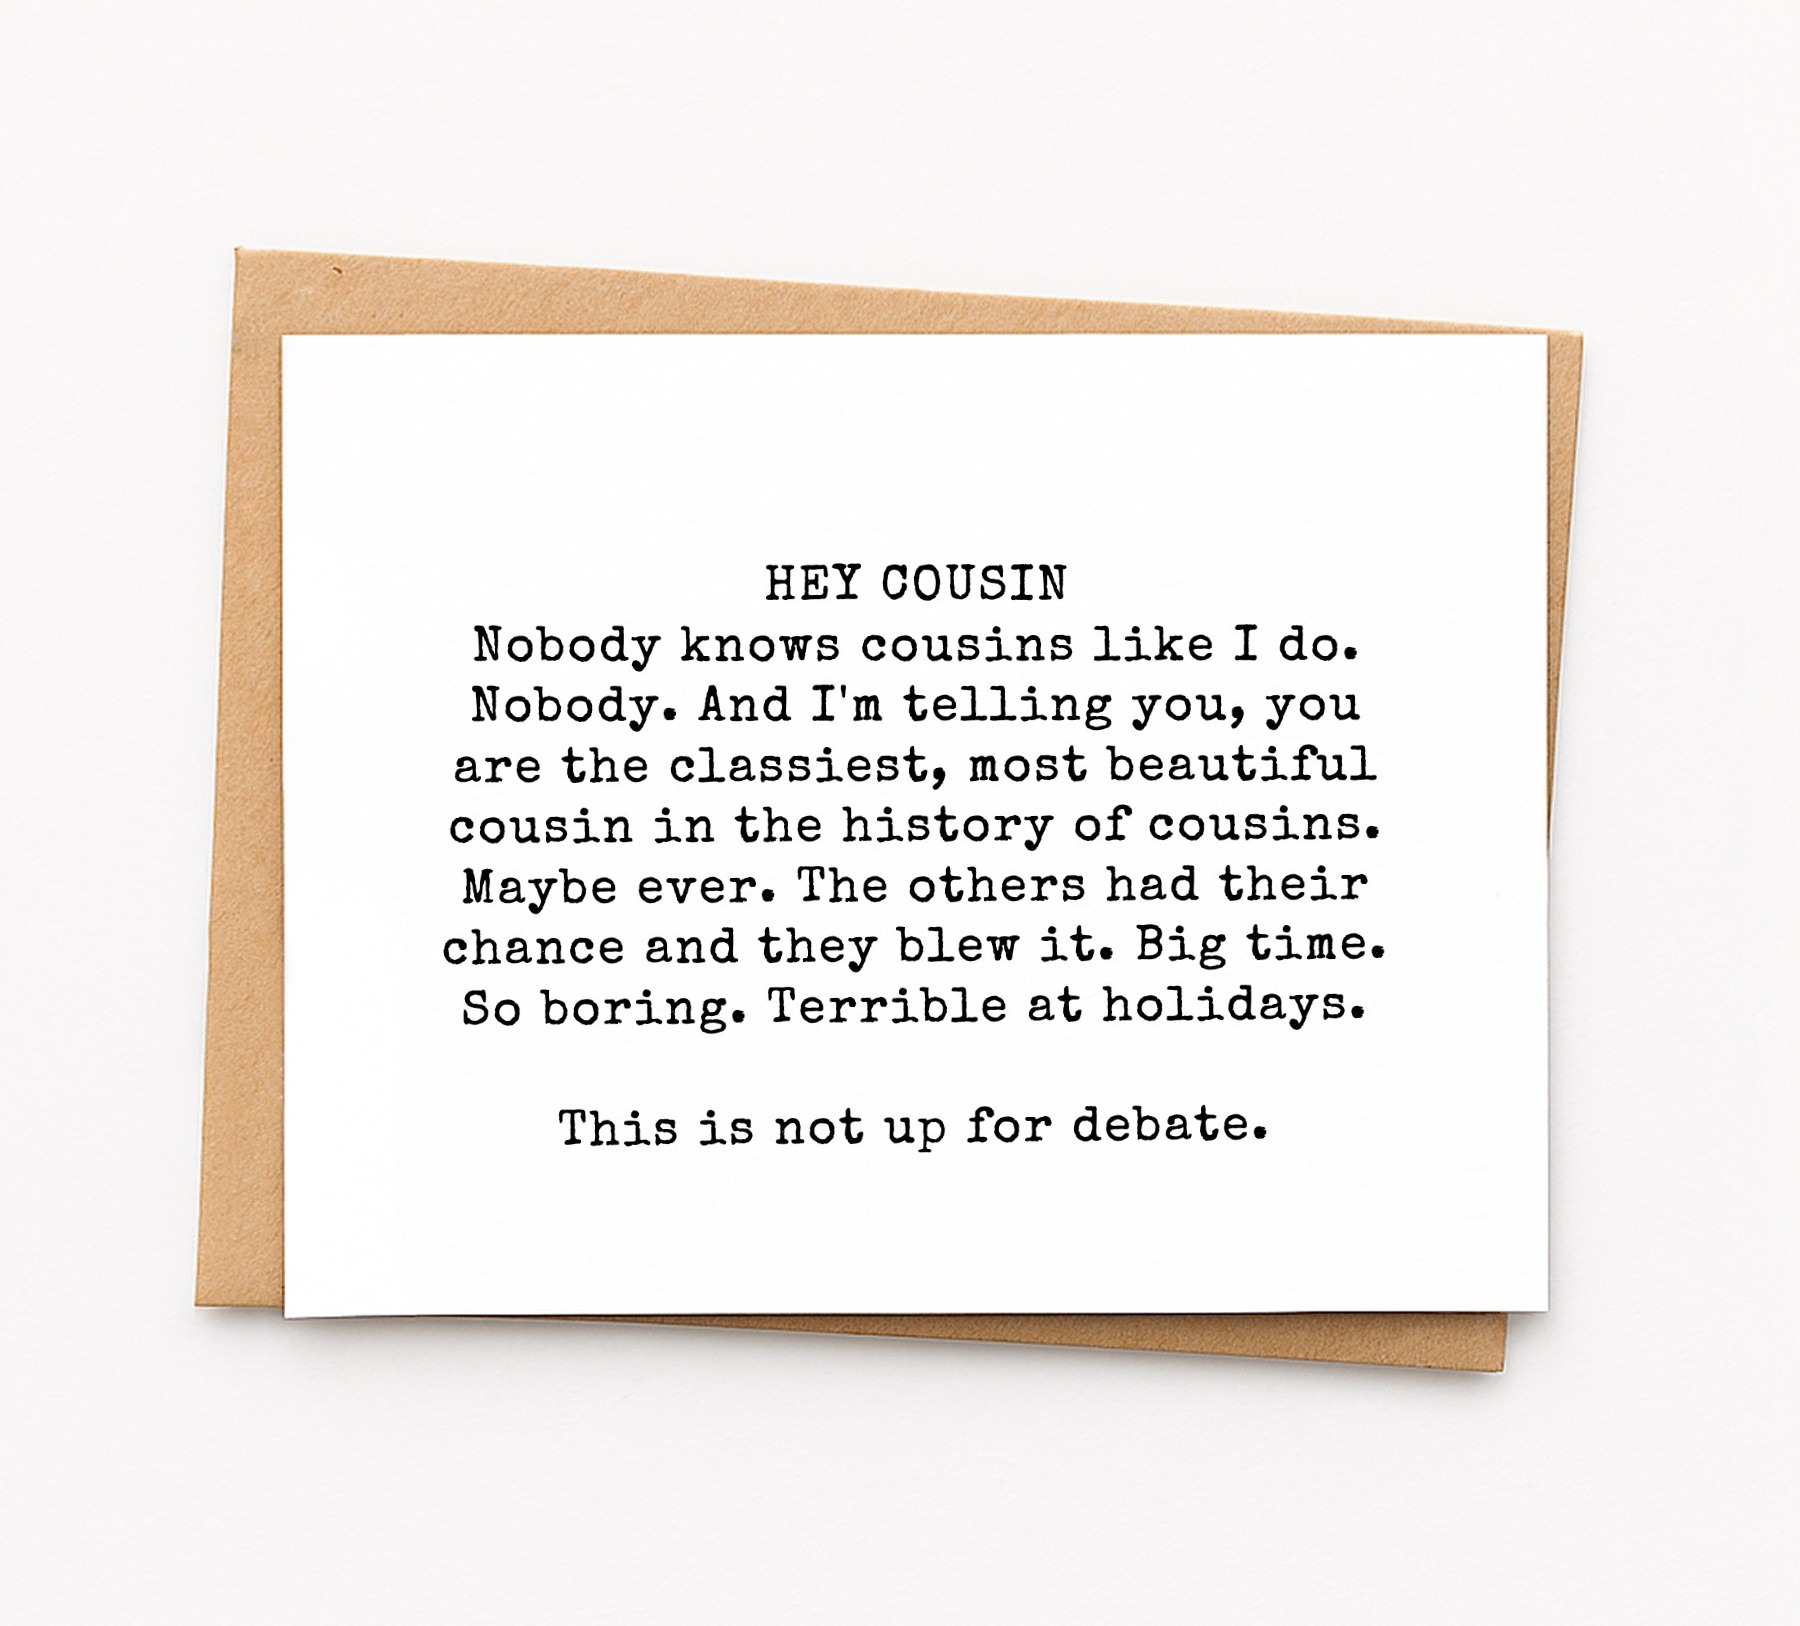 HEY COUSIN
Nobody knows cousins like I do.
Nobody. And I'm telling you, you
are the classiest, most beautiful
cousin in the history of cousins.
Maybe ever. The others had their
chance and they blew it. Big time.
So boring. Terrible at holidays.
This is not up for debate.